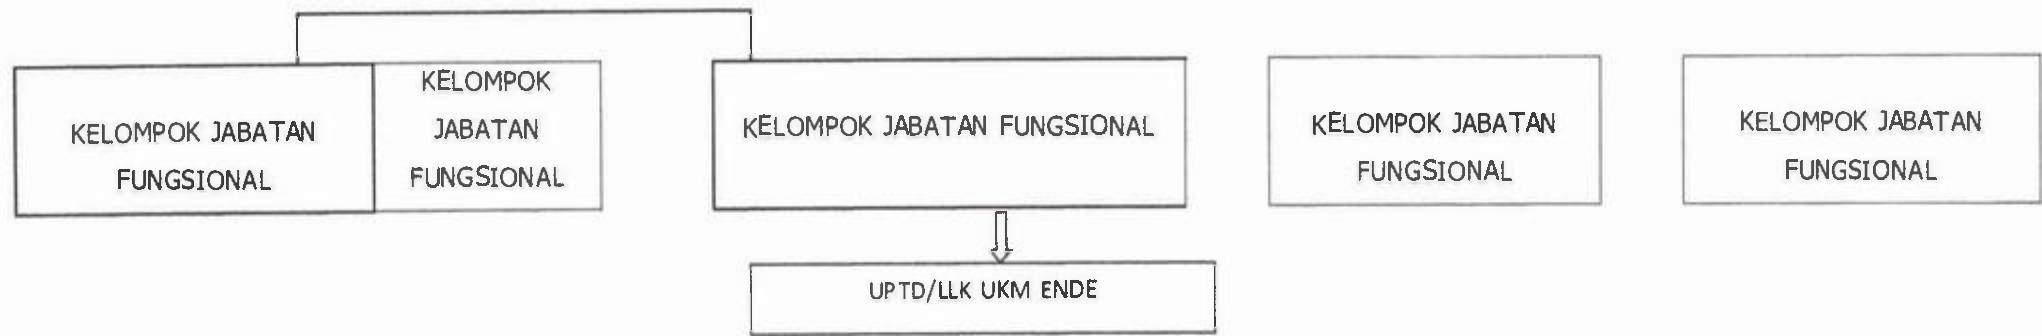 KELOMPOK JABATAN
FUNGSIONAL
KELOMPOK
JABATAN
FUNGSIONAL
KELOMPOK JABATAN FUNGSIONAL
KELOMPOK JABATAN
FUNGSIONAL
KELOMPOK JABATAN
FUNGSIONAL
UPTD/LLK UKM ENDE